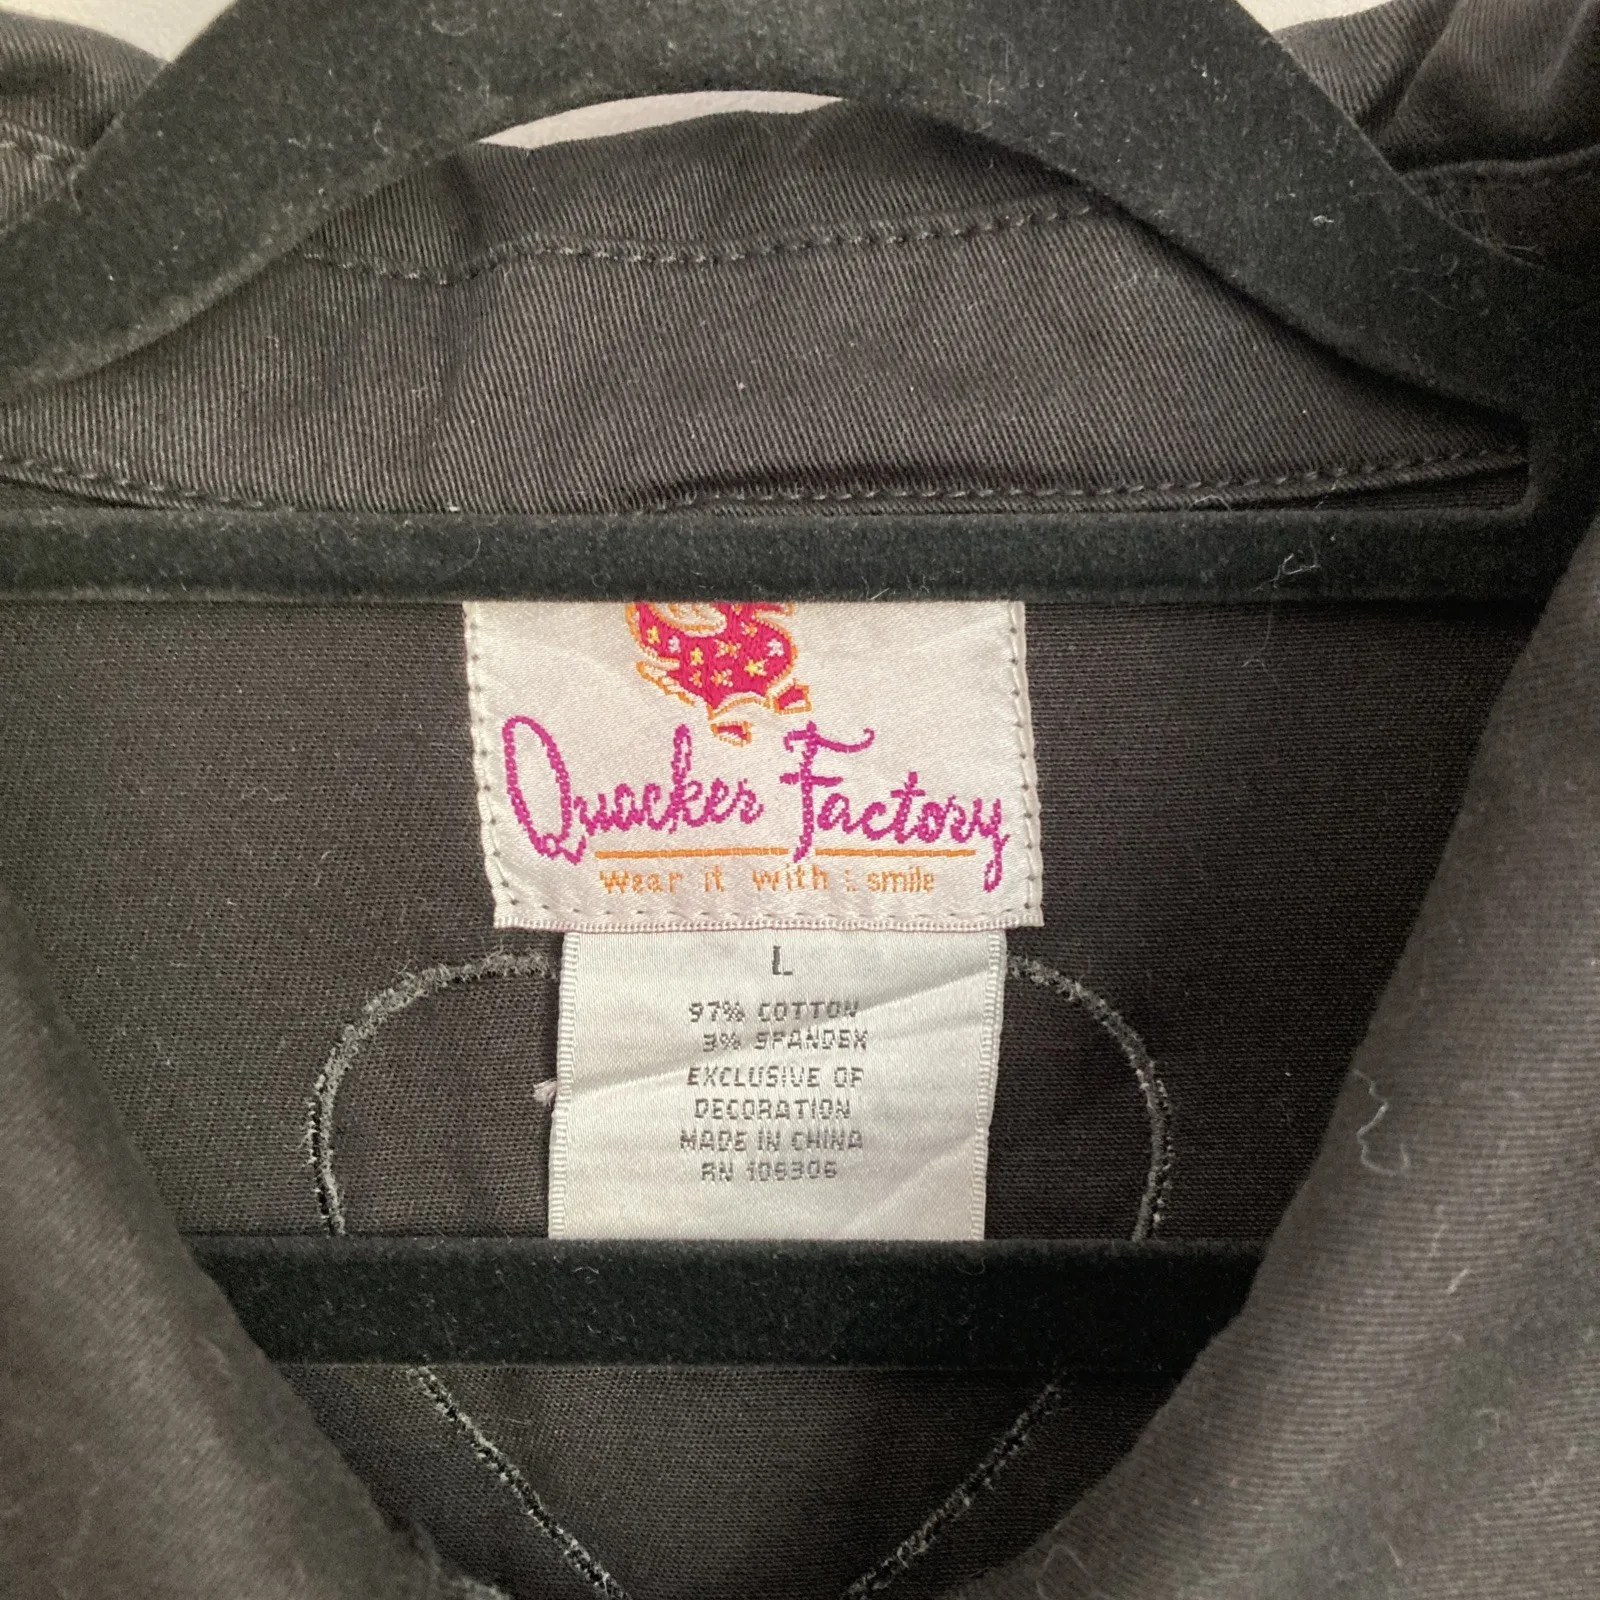 Quacker Factory
Wear it with a smile
L
97% COTTON
3% SPANDEX
EXCLUSIVE OF
DECORATION
MADE IN CHINA
RN 106306